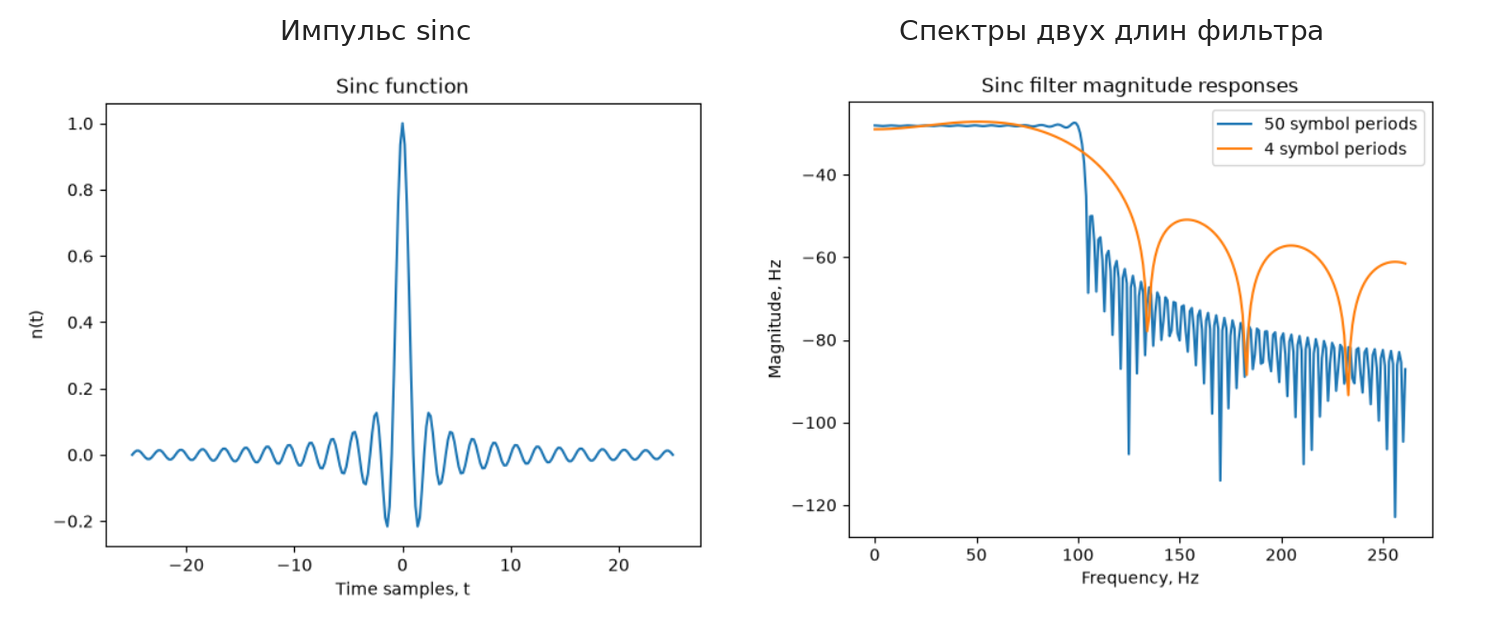 Импульс sinc
Sinc function
1.0
0.8
0.6
0.4
0.2
0.0
−0.2
n(t)
−20
−10
0
10
20
Time samples, t
Спектры двух длин фильтра
Sinc filter magnitude responses
50 symbol periods
4 symbol periods
−40
−60
−80
−100
−120
Magnitude, Hz
0
50
100
150
200
250
Frequency, Hz